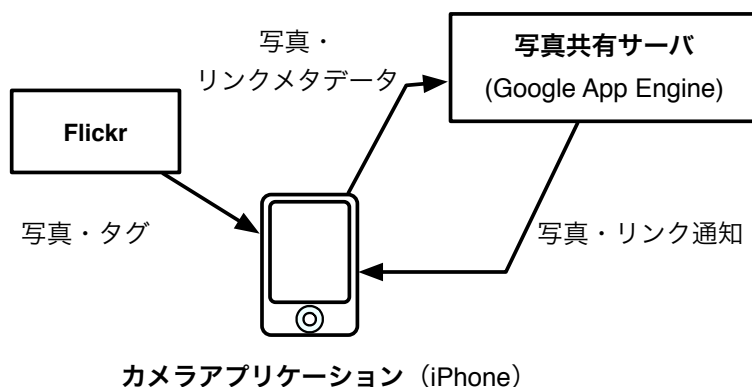 写真・
リンクメタデータ
写真共有サーバ
(Google App Engine)
Flickr
写真・タグ
写真・リンク通知
カメラアプリケーション（iPhone）